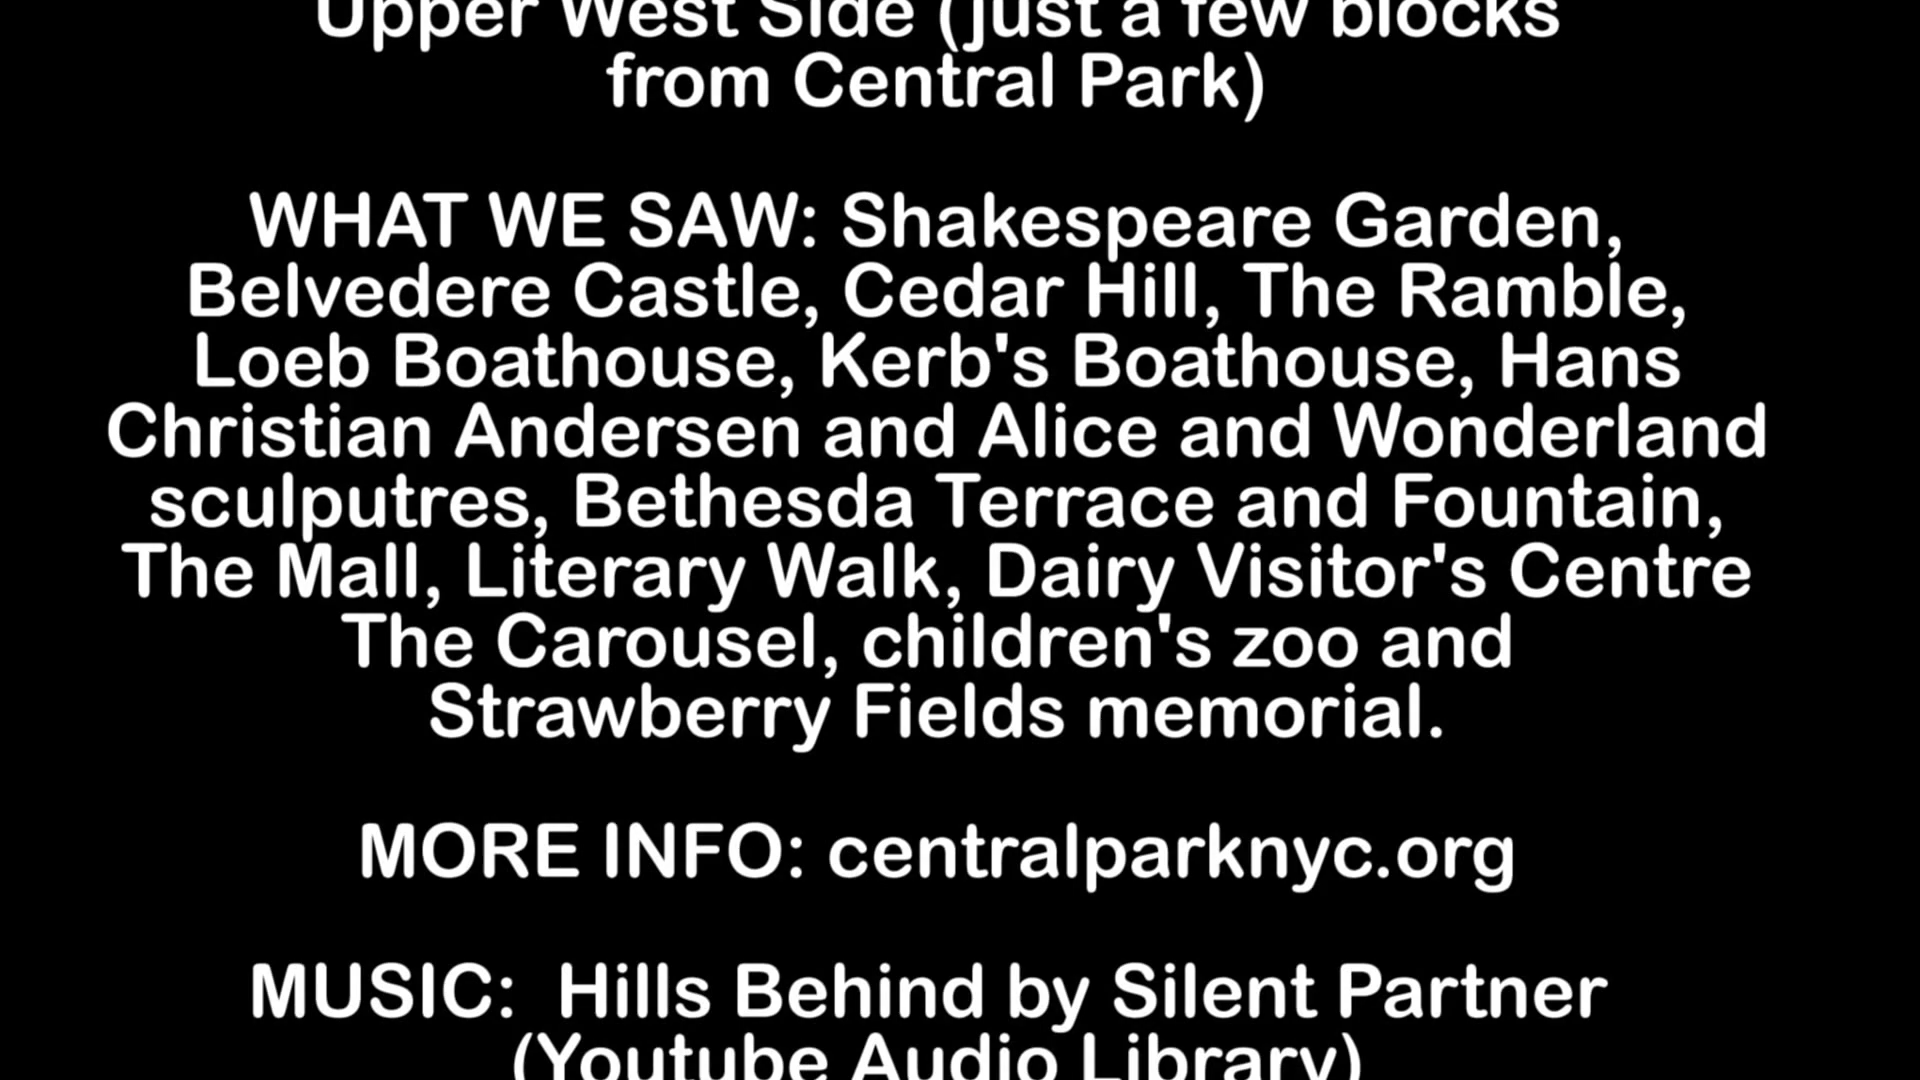 Upper West Side (just a few blocks
from Central Park)
WHAT WE SAW: Shakespeare Garden,
Belvedere Castle, Cedar Hill, The Ramble,
Loeb Boathouse, Kerb's Boathouse, Hans
Christian Andersen and Alice and Wonderland
sculputres, Bethesda Terrace and Fountain,
The Mall, Literary Walk, Dairy Visitor's Centre
The Carousel, children's zoo and
Strawberry Fields memorial.
MORE INFO: centralparknyc.org
MUSIC:  Hills Behind by Silent Partner
(Youtube Audio Library)